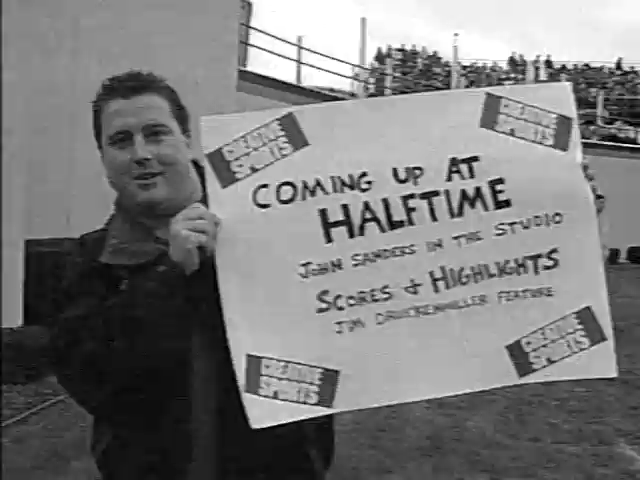 CREATIVE
SPORTS
CREATIVE
SPORTS
COMING UP AT
HALFTIME
JOHN SANDERS IN THE STUDIO
SCORES & HIGHLIGHTS
JIM DRUCKENMILLER FEATURE
CREATIVE
SPORTS
CREATIVE
SPORTS